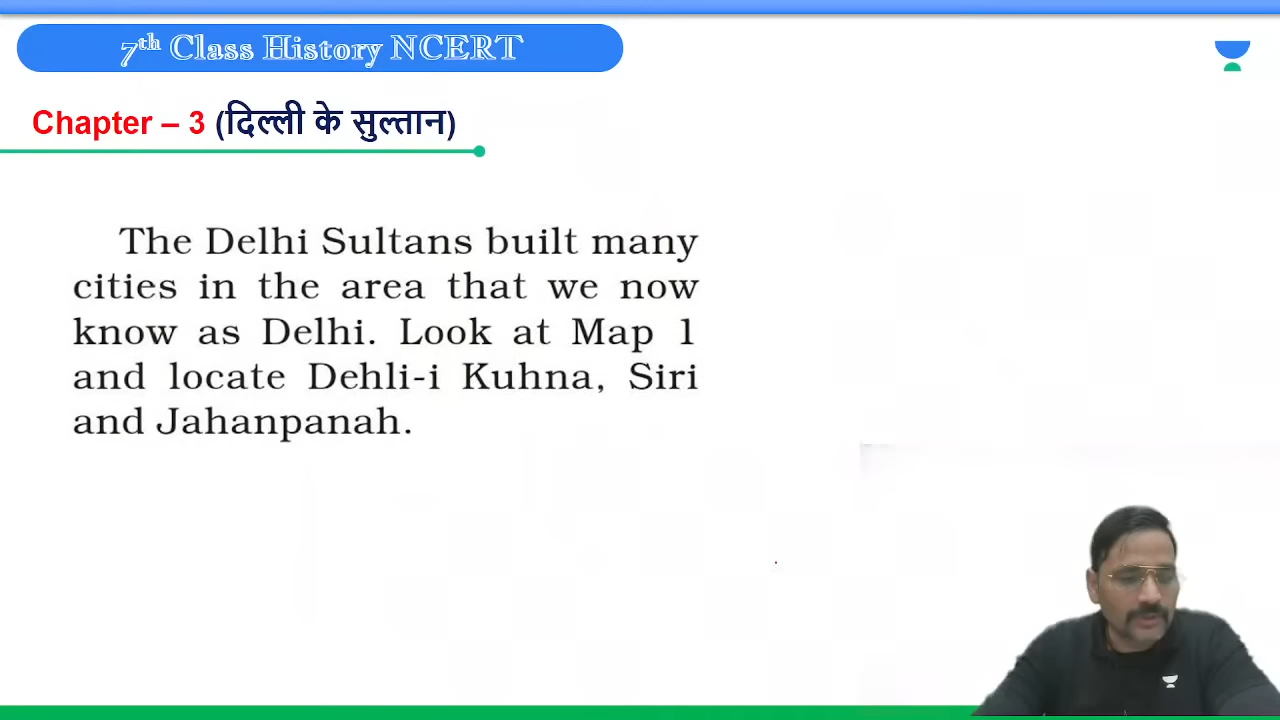 7th Class History NCERT
Chapter – 3 (दिल्ली के सुल्तान)
The Delhi Sultans built many
cities in the area that we now
know as Delhi. Look at Map 1
and locate Dehli-i Kuhna, Siri
and Jahanpanah.